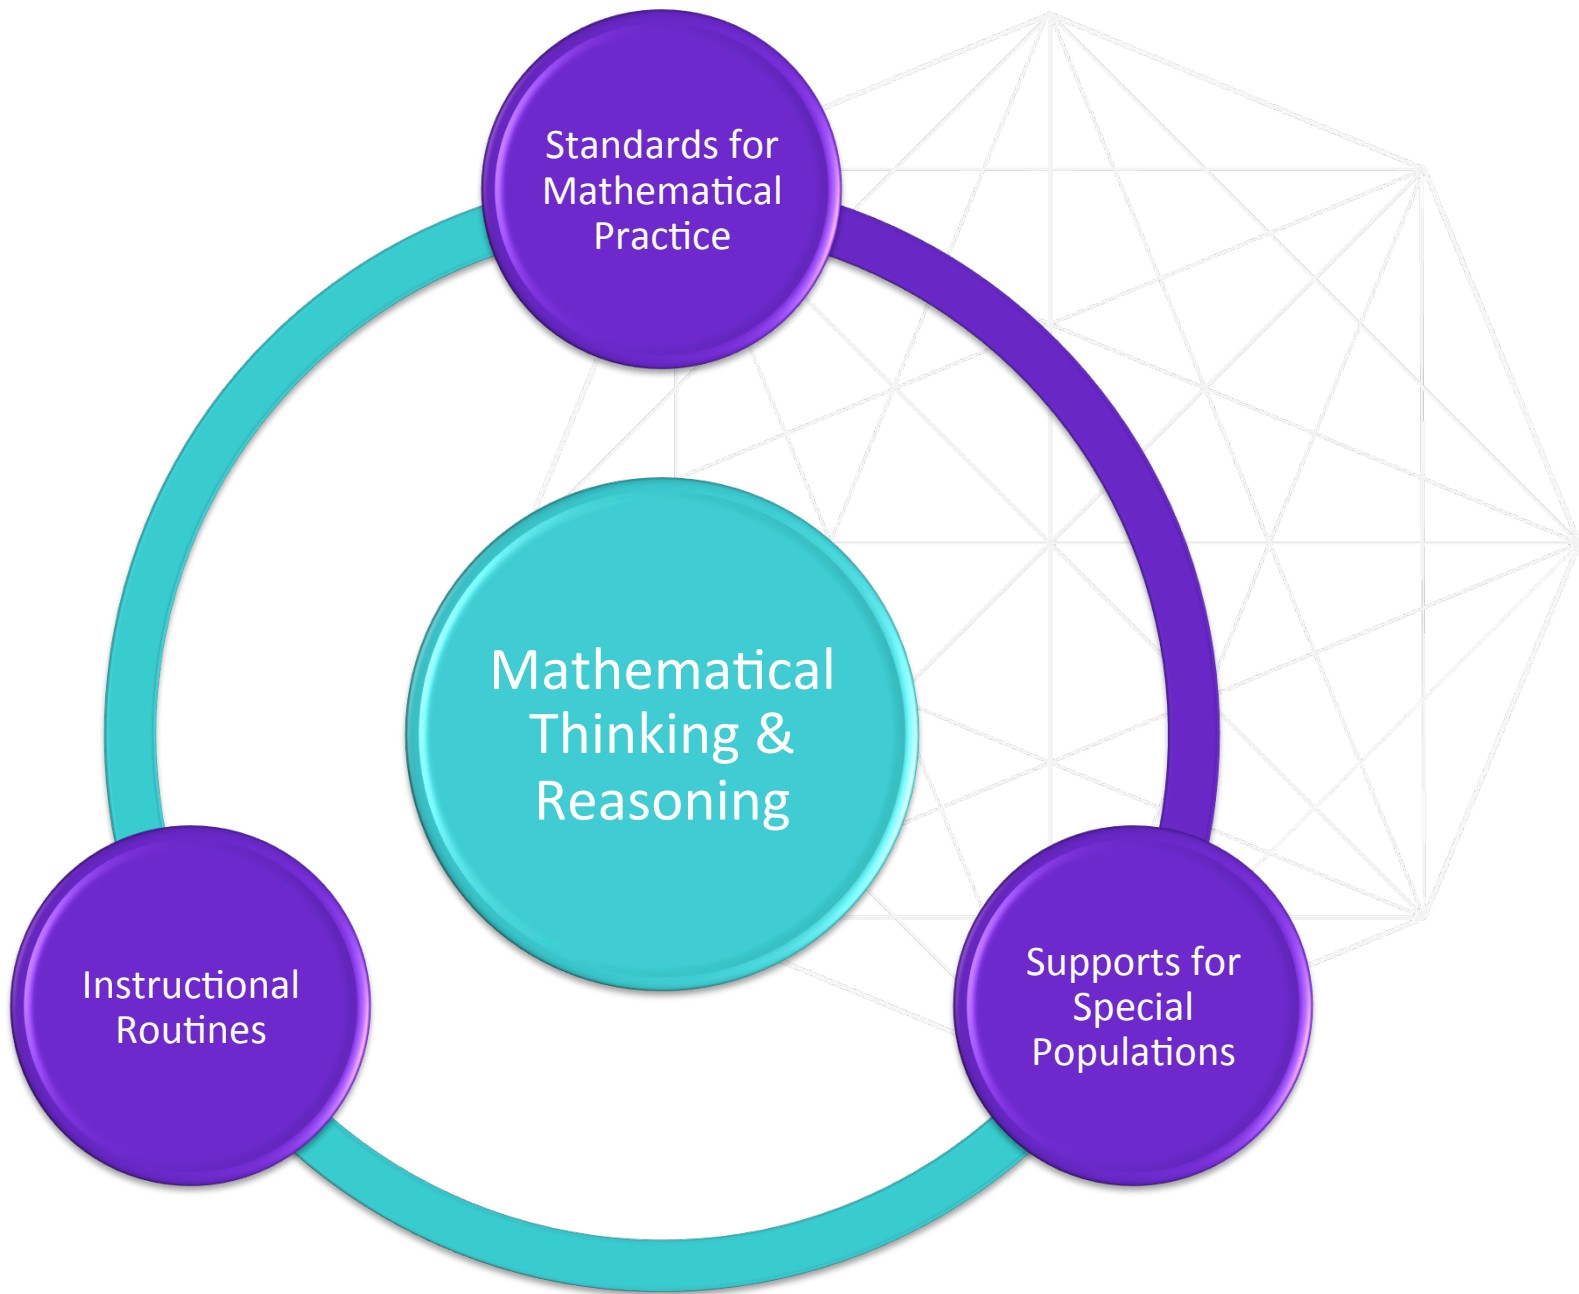 Standards for
Mathematical
Practice
Mathematical
Thinking &
Reasoning
Instructional
Routines
Supports for
Special
Populations